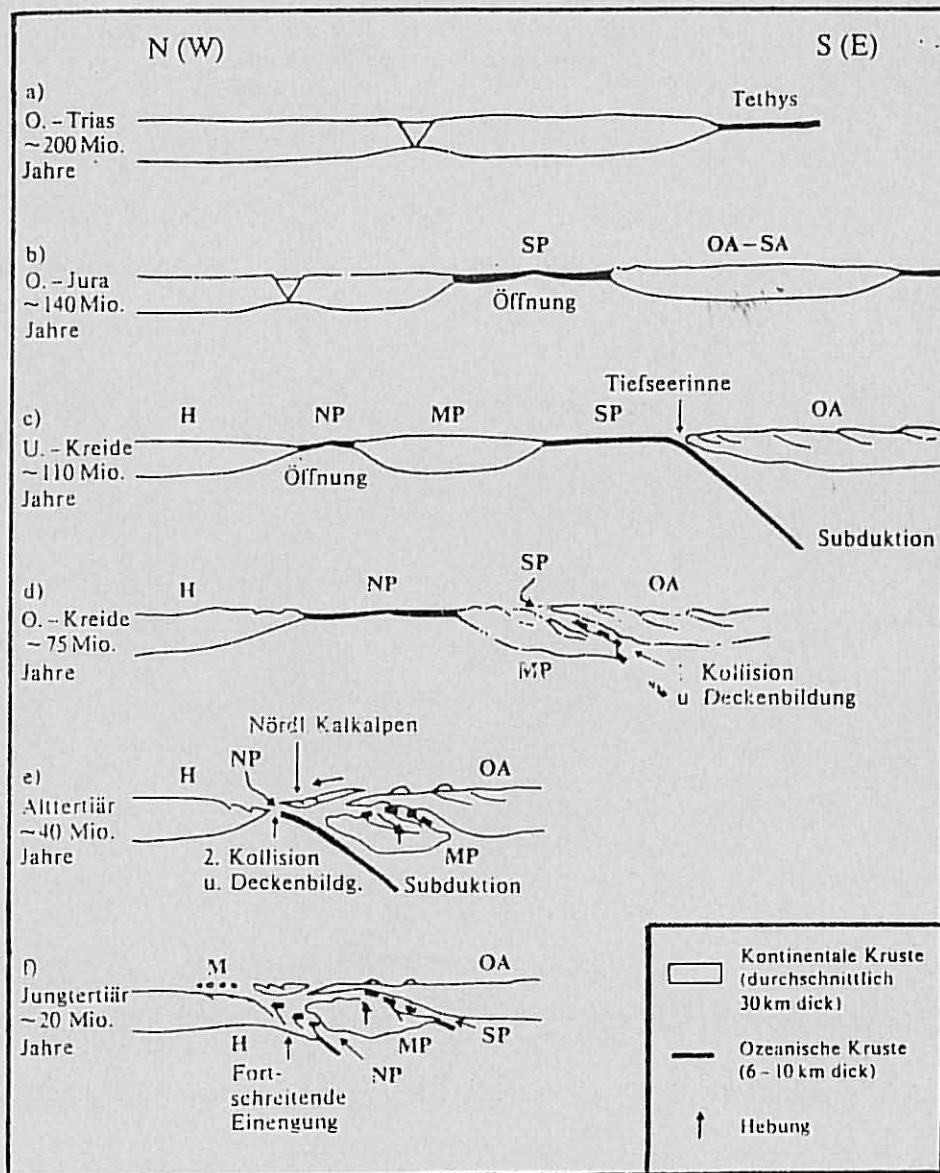 N (W)
S (E)
a)
O. – Trias
~200 Mio.
Jahre
Tethys
b)
O. – Jura
~140 Mio.
Jahre
SP
OA – SA
Öffnung
Tiefseerinne
c)
U. – Kreide
~110 Mio.
Jahre
H
NP
MP
SP
OA
Öffnung
Subduktion
d)
O. – Kreide
~75 Mio.
Jahre
H
NP
SP
OA
MP
Kollision
u. Deckenbildung
Nördl. Kalkalpen
e)
Alttertiär
~40 Mio.
Jahre
H
NP
OA
MP
2. Kollision
u. Deckenbildg.
Subduktion
f)
Jungtertiär
~20 Mio.
Jahre
M
OA
H
MP
SP
NP
Fort-
schreitende
Einengung
Kontinentale Kruste
(durchschnittlich
30 km dick)
Ozeanische Kruste
(6 – 10 km dick)
Hebung